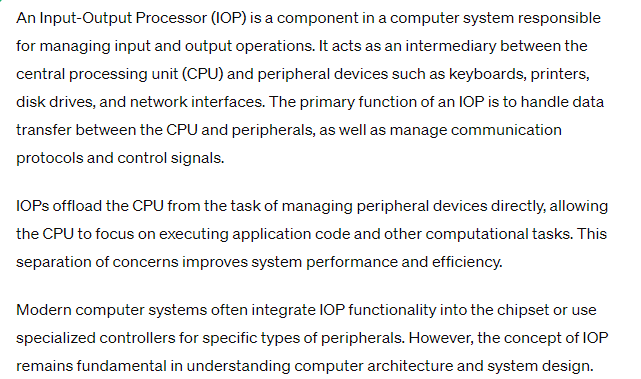 An Input-Output Processor (IOP) is a component in a computer system responsible
for managing input and output operations. It acts as an intermediary between the
central processing unit (CPU) and peripheral devices such as keyboards, printers,
disk drives, and network interfaces. The primary function of an IOP is to handle data
transfer between the CPU and peripherals, as well as manage communication
protocols and control signals.
IOPs offload the CPU from the task of managing peripheral devices directly, allowing
the CPU to focus on executing application code and other computational tasks. This
separation of concerns improves system performance and efficiency.
Modern computer systems often integrate IOP functionality into the chipset or use
specialized controllers for specific types of peripherals. However, the concept of IOP
remains fundamental in understanding computer architecture and system design.